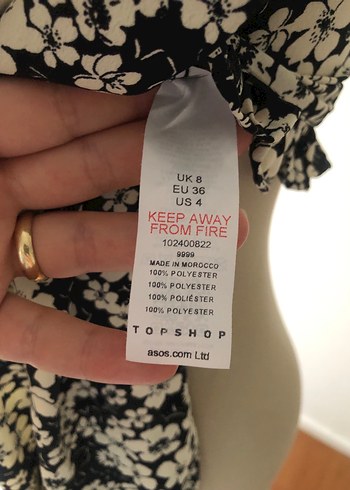 UK 8
EU 36
US 4
KEEP AWAY
FROM FIRE
102400822
9999
MADE IN MOROCCO
100% POLYESTER
100% POLYESTER
100% POLIÉSTER
100% POLYESTER
TOPSHOP
asos.com Ltd